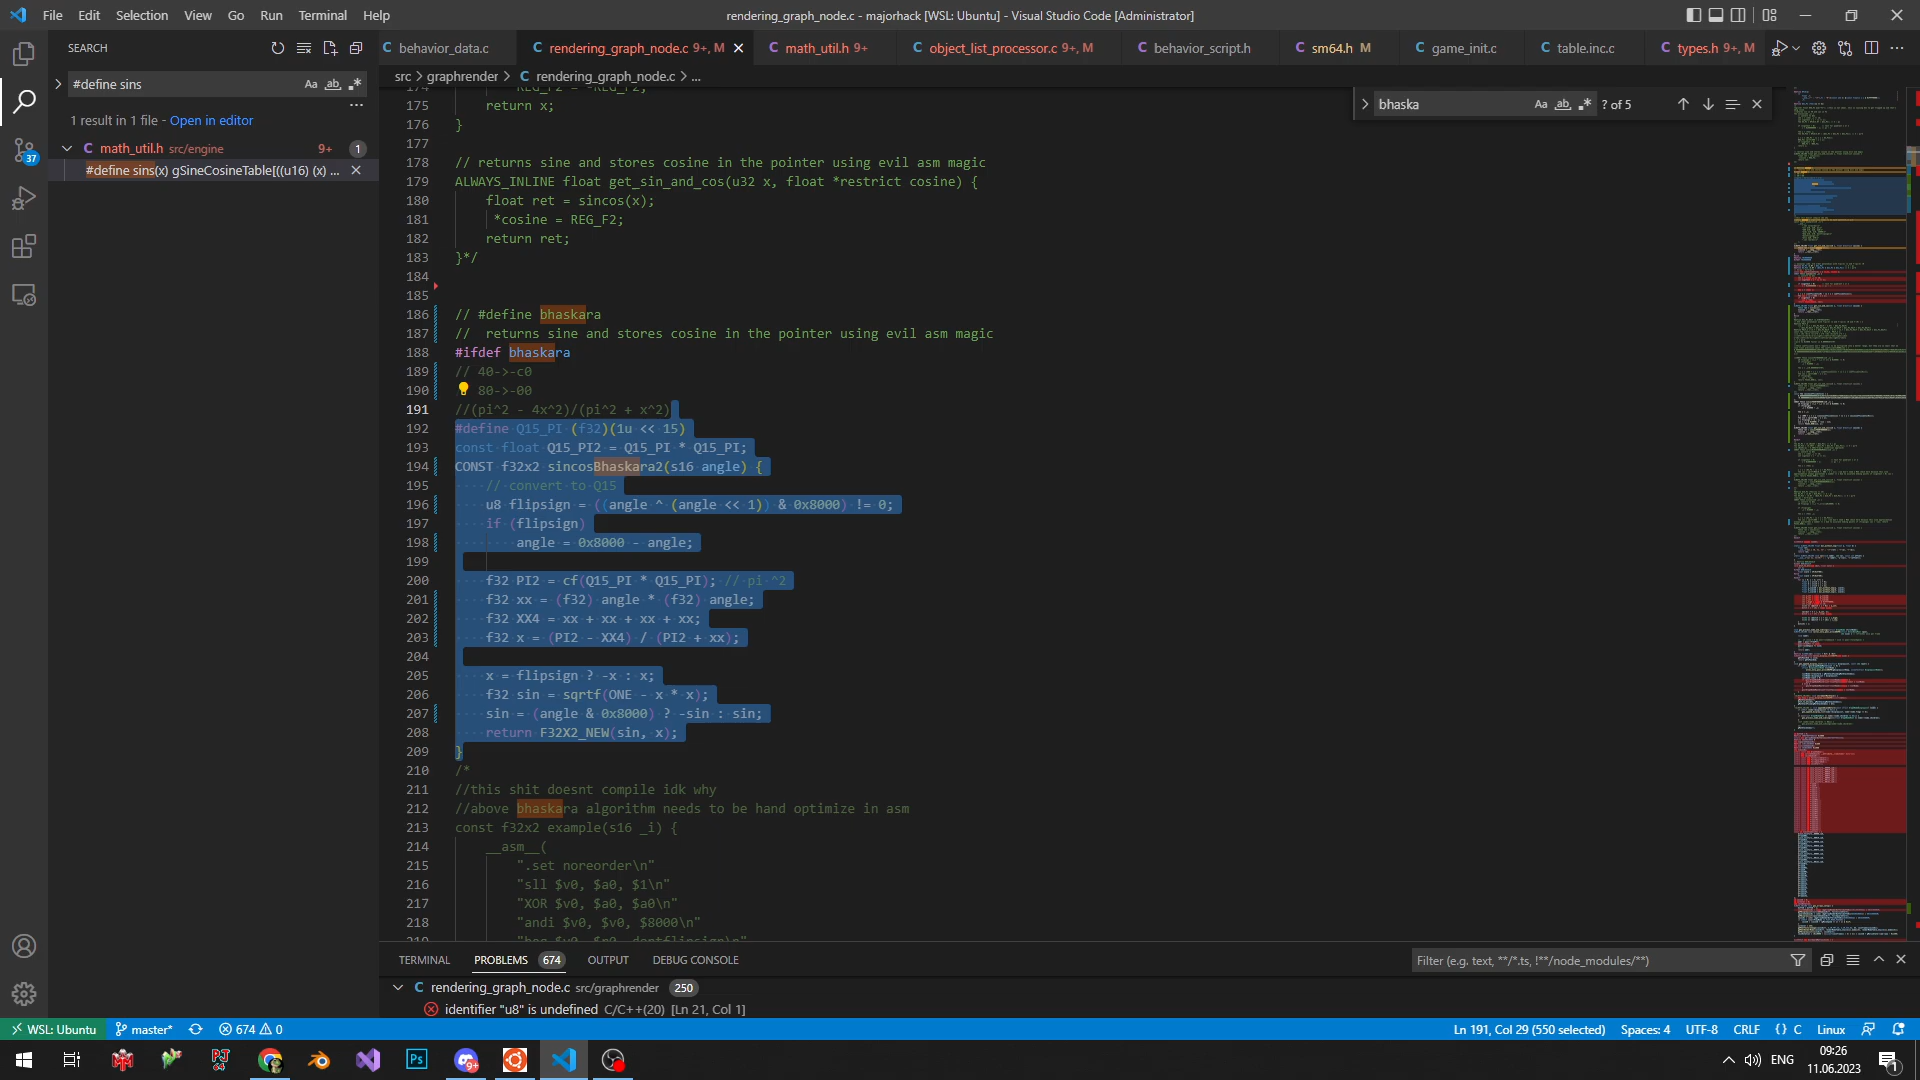 File Edit Selection View Go Run Terminal Help
rendering_graph_node.c - majorhack [WSL: Ubuntu] - Visual Studio Code [Administrator]
SEARCH
#define sins
Aa ab .*
1 result in 1 file - Open in editor
math_util.h src/engine 9+ 1
#define sins(x) gSineCosineTable[((u16) (x) ...
37
behavior_data.c
rendering_graph_node.c 9+, M
math_util.h 9+
object_list_processor.c 9+, M
behavior_script.h
sm64.h M
game_init.c
table.inc.c
types.h 9+, M
src > graphrender > C rendering_graph_node.c > ...
bhaska Aa ab .* ? of 5
174 REG_F2 = -REG_F2;
175 return x;
176 }
177
178 // returns sine and stores cosine in the pointer using evil asm magic
179 ALWAYS_INLINE float get_sin_and_cos(u32 x, float *restrict cosine) {
180 float ret = sincos(x);
181 *cosine = REG_F2;
182 return ret;
183 }*/
184
185
186 // #define bhaskara
187 //  returns sine and stores cosine in the pointer using evil asm magic
188 #ifdef bhaskara
189 // 40->-c0
190 // 80->-00
191 //(pi^2 - 4x^2)/(pi^2 + x^2)
192 #define Q15_PI (f32)(1u << 15)
193 const float Q15_PI2 = Q15_PI * Q15_PI;
194 CONST f32x2 sincosBhaskara2(s16 angle) {
195 // convert to Q15
196 u8 flipsign = ((angle ^ (angle << 1)) & 0x8000) != 0;
197 if (flipsign)
198 angle = 0x8000 - angle;
199
200 f32 PI2 = cf(Q15_PI * Q15_PI); // pi ^2
201 f32 xx = (f32) angle * (f32) angle;
202 f32 XX4 = xx + xx + xx + xx;
203 f32 x = (PI2 - XX4) / (PI2 + xx);
204
205 x = flipsign ? -x : x;
206 f32 sin = sqrtf(ONE - x * x);
207 sin = (angle & 0x8000) ? -sin : sin;
208 return F32X2_NEW(sin, x);
209 }
210 /*
211 //this shit doesnt compile idk why
212 //above bhaskara algorithm needs to be hand optimize in asm
213 const f32x2 example(s16 _i) {
214 __asm__(
215 ".set noreorder\n"
216 "sll $v0, $a0, $1\n"
217 "XOR $v0, $a0, $a0\n"
218 "andi $v0, $v0, $8000\n"
219 "beq $v0, $r0, dontflipsign\n"
TERMINAL PROBLEMS 674 OUTPUT DEBUG CONSOLE
Filter (e.g. text, **/*.ts, !**/node_modules/**)
rendering_graph_node.c src/graphrender 250
identifier "u8" is undefined C/C++(20) [Ln 21, Col 1]
WSL: Ubuntu master* 674 0
Ln 191, Col 29 (550 selected) Spaces: 4 UTF-8 CRLF {} C Linux
Ps
9+
ENG
09:26
11.06.2023
1